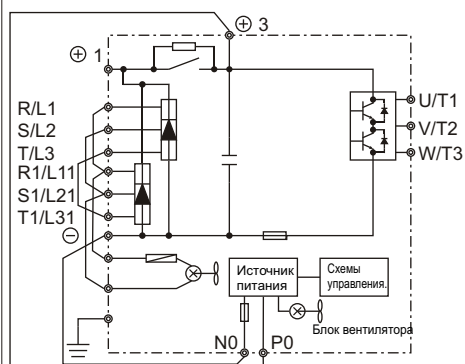 ⊕ 3
⊕ 1
R/L1
S/L2
T/L3
R1/L11
S1/L21
T1/L31
⊖
U/T1
V/T2
W/T3
Источник
питания
Схемы
управления.
Блок вентилятора
N0
P0